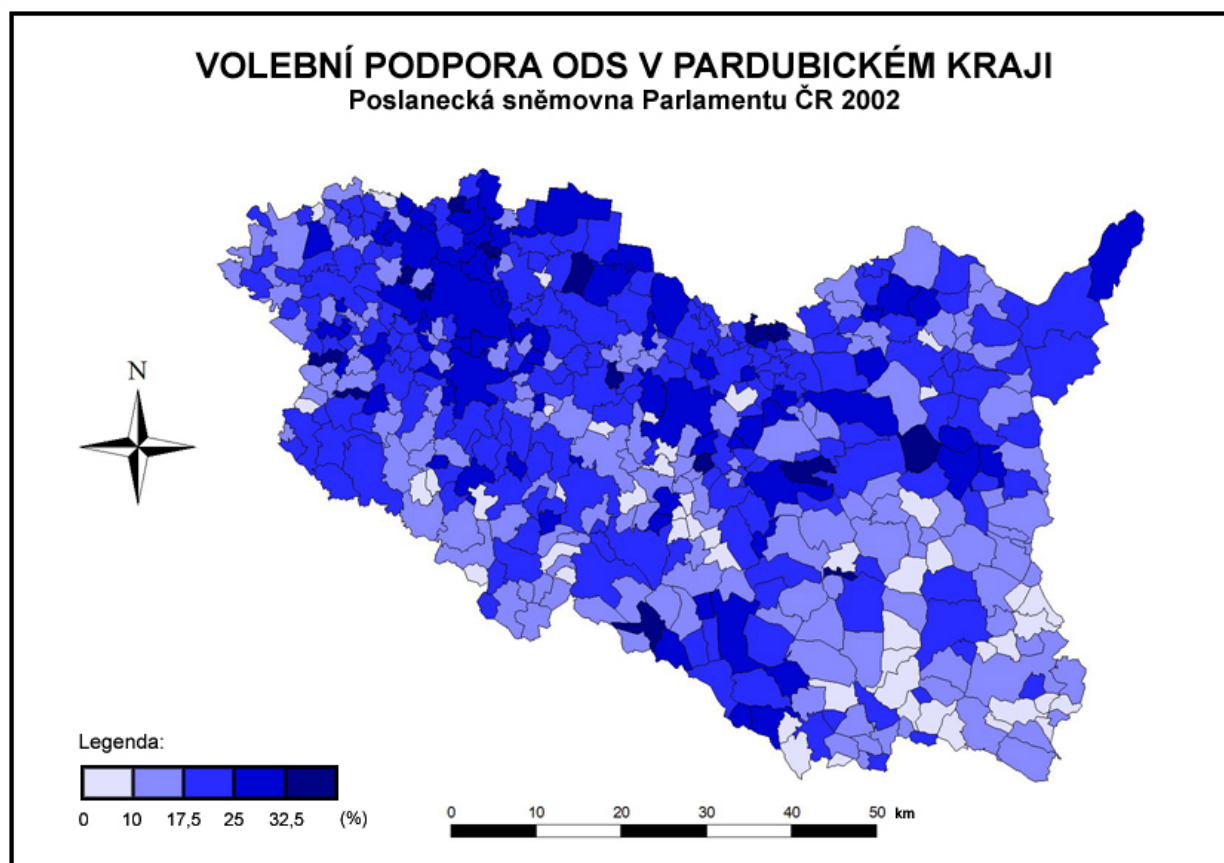 VOLEBNÍ PODPORA ODS V PARDUBICKÉM KRAJI
Poslanecká sněmovna Parlamentu ČR 2002
N
Legenda:
0 10 17,5 25 32,5 (%)
0 10 20 30 40 50 km